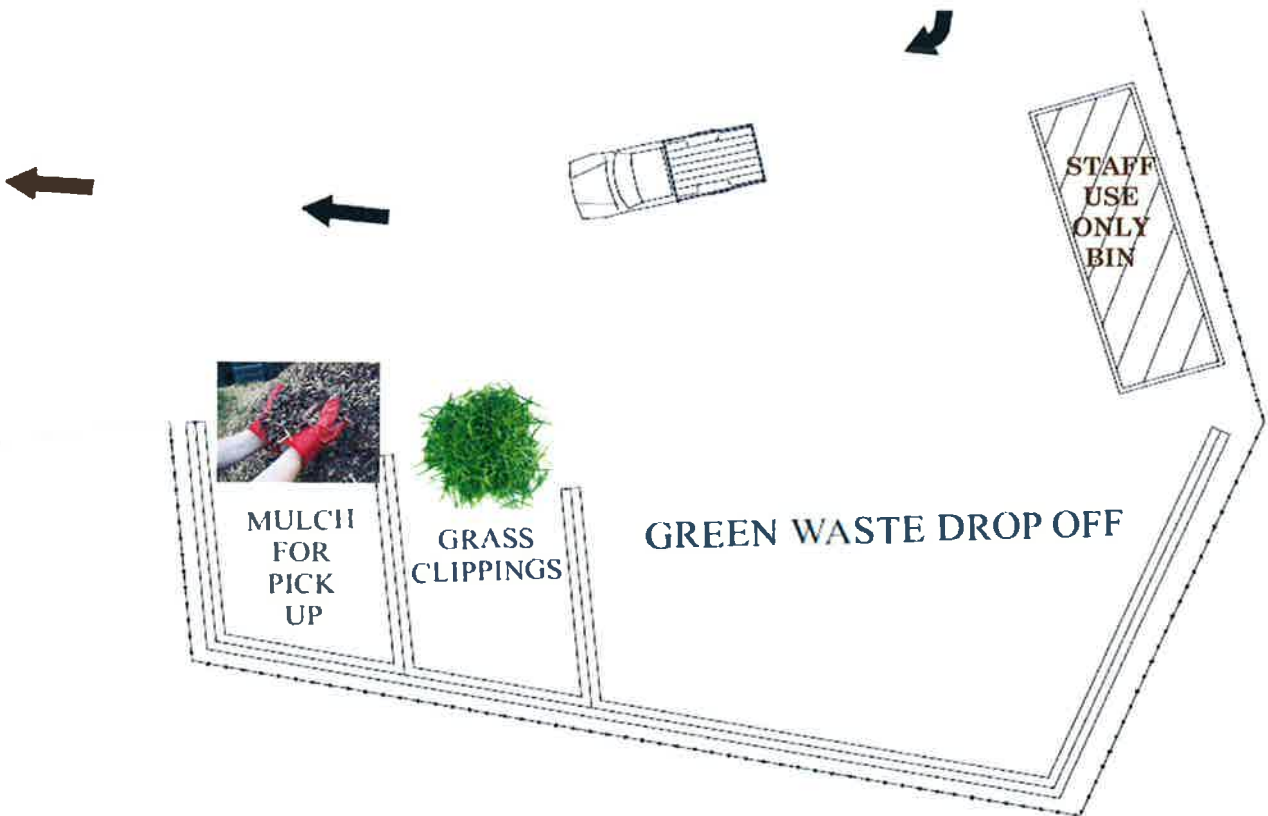 STAFF
USE
ONLY
BIN
MULCH
FOR
PICK
UP
GRASS
CLIPPINGS
GREEN WASTE DROP OFF